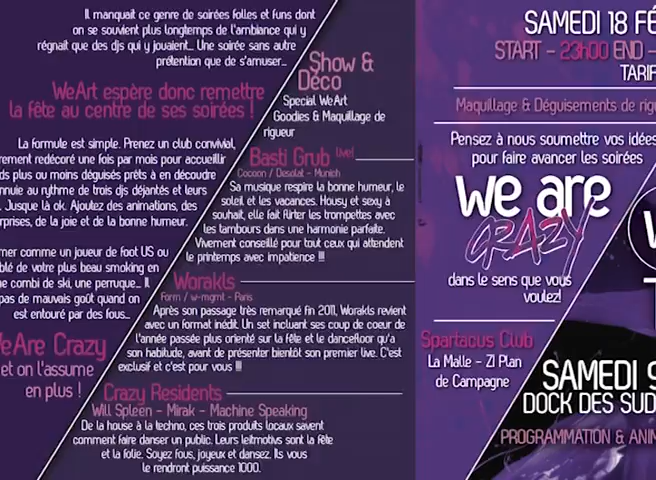 Il manquait ce genre de soirées folles et funs dont
on se souvient plus longtemps de l'ambiance qui y
régnait que des djs qui y jouaient... Une soirée sans autre
prétention que de s'amuser...
WeArt espère donc remettre
la fête au centre de ses soirées !
La formule est simple. Prenez un club convivial,
rement redécoré une fois par mois pour accueillir
ds plus ou moins déguisés prêts à en découdre
nnuie au rythme de trois djs déjantés et leurs
. Jusque là ok. Ajoutez des animations, des
rprises, de la joie et de la bonne humeur.
mer comme un joueur de foot US ou
blé de votre plus beau smoking en
ne combi de ski, une perruque... Il
pas de mauvais goût quand on
est entouré par des fous...
eAre Crazy
et on l'assume
en plus !
Show &
Déco
Special WeArt
Goodies & Maquillage de
rigueur
Basti Grub (live)
Cocoon / Desolat - Munich
Sa musique respire la bonne humeur, le
soleil et les vacances. Housy et sexy à
souhait, elle fait flirter les trompettes avec
les tambours dans une harmonie parfaite.
Vivement conseillé pour tout ceux qui attendent
le printemps avec impatience !!!
Worakls
Form / w-mgmt - Paris
Après son passage très remarqué fin 2011, Worakls revient
avec un format inédit. Un set incluant ses coup de coeur de
l'année passée plus orienté sur la fête et le dancefloor qu'a
son habitude, avant de présenter bientôt son premier live. C'est
exclusif et c'est pour vous !!!
Crazy Residents
Will Spleen - Mirak - Machine Speaking
De la house à la techno, ces trois produits locaux savent
comment faire danser un public. Leurs leitmotivs sont la fête
et la folie. Soyez fous, joyeux et dansez. Ils vous
le rendront puissance 1000.
SAMEDI 18 FÉ
START - 23h00 END -
TARIF
Maquillage & Déguisements de rigu
Pensez à nous soumettre vos idées
pour faire avancer les soirées
we are
CRAZY
dans le sens que vous
voulez!
Spartacus Club
La Malle - ZI Plan
de Campagne
SAMEDI 9
DOCK DES SUD
PROGRAMMATION & ANIM